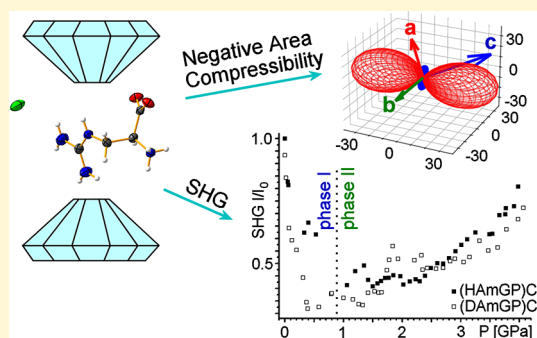 Negative Area
Compressibility
a
c
b
30
0
-30
-30
0
30
30
0
-30
SHG
SHG I/I0
1.0
0.5
phase I
phase II
(HAmGP)C
(DAmGP)C
0
1
2
3
P [GPa]